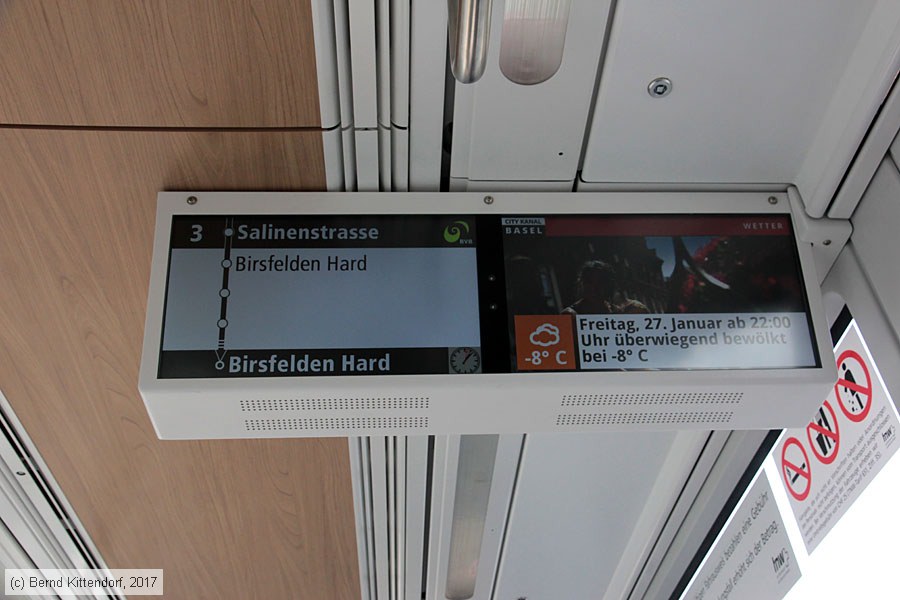 3 Salinenstrasse
BVB
Birsfelden Hard
Birsfelden Hard
CITY KANAL
BASEL
WETTER
-8° C
Freitag, 27. Januar ab 22:00
Uhr überwiegend bewölkt
bei -8° C
(c) Bernd Kittendorf, 2017